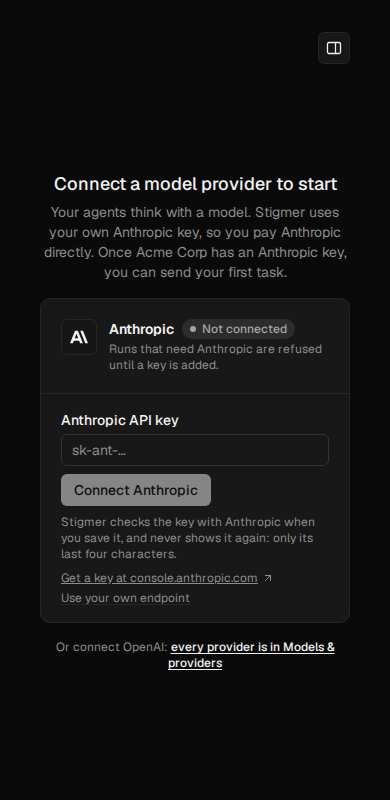 Connect a model provider to start
Your agents think with a model. Stigmer uses
your own Anthropic key, so you pay Anthropic
directly. Once Acme Corp has an Anthropic key,
you can send your first task.
Anthropic
Not connected
Runs that need Anthropic are refused
until a key is added.
Anthropic API key
sk-ant-...
Connect Anthropic
Stigmer checks the key with Anthropic when
you save it, and never shows it again: only its
last four characters.
Get a key at console.anthropic.com
Use your own endpoint
Or connect OpenAI: every provider is in Models &
providers